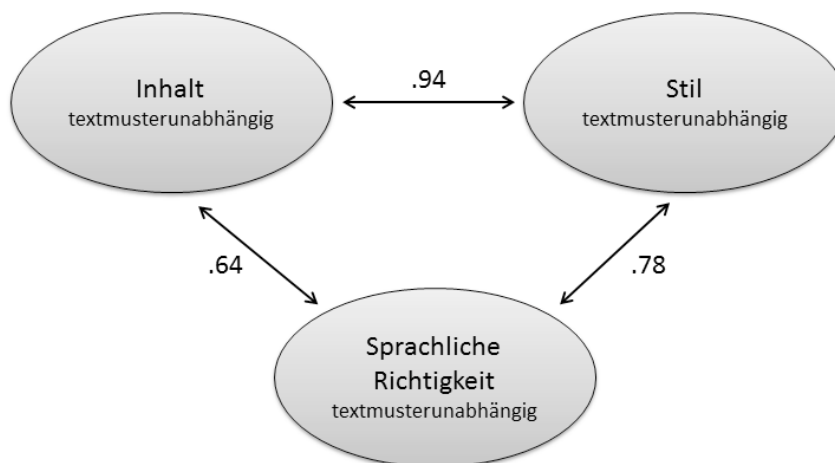 Inhalt
textmusterunabhängig
.94
Stil
textmusterunabhängig
.64
.78
Sprachliche
Richtigkeit
textmusterunabhängig